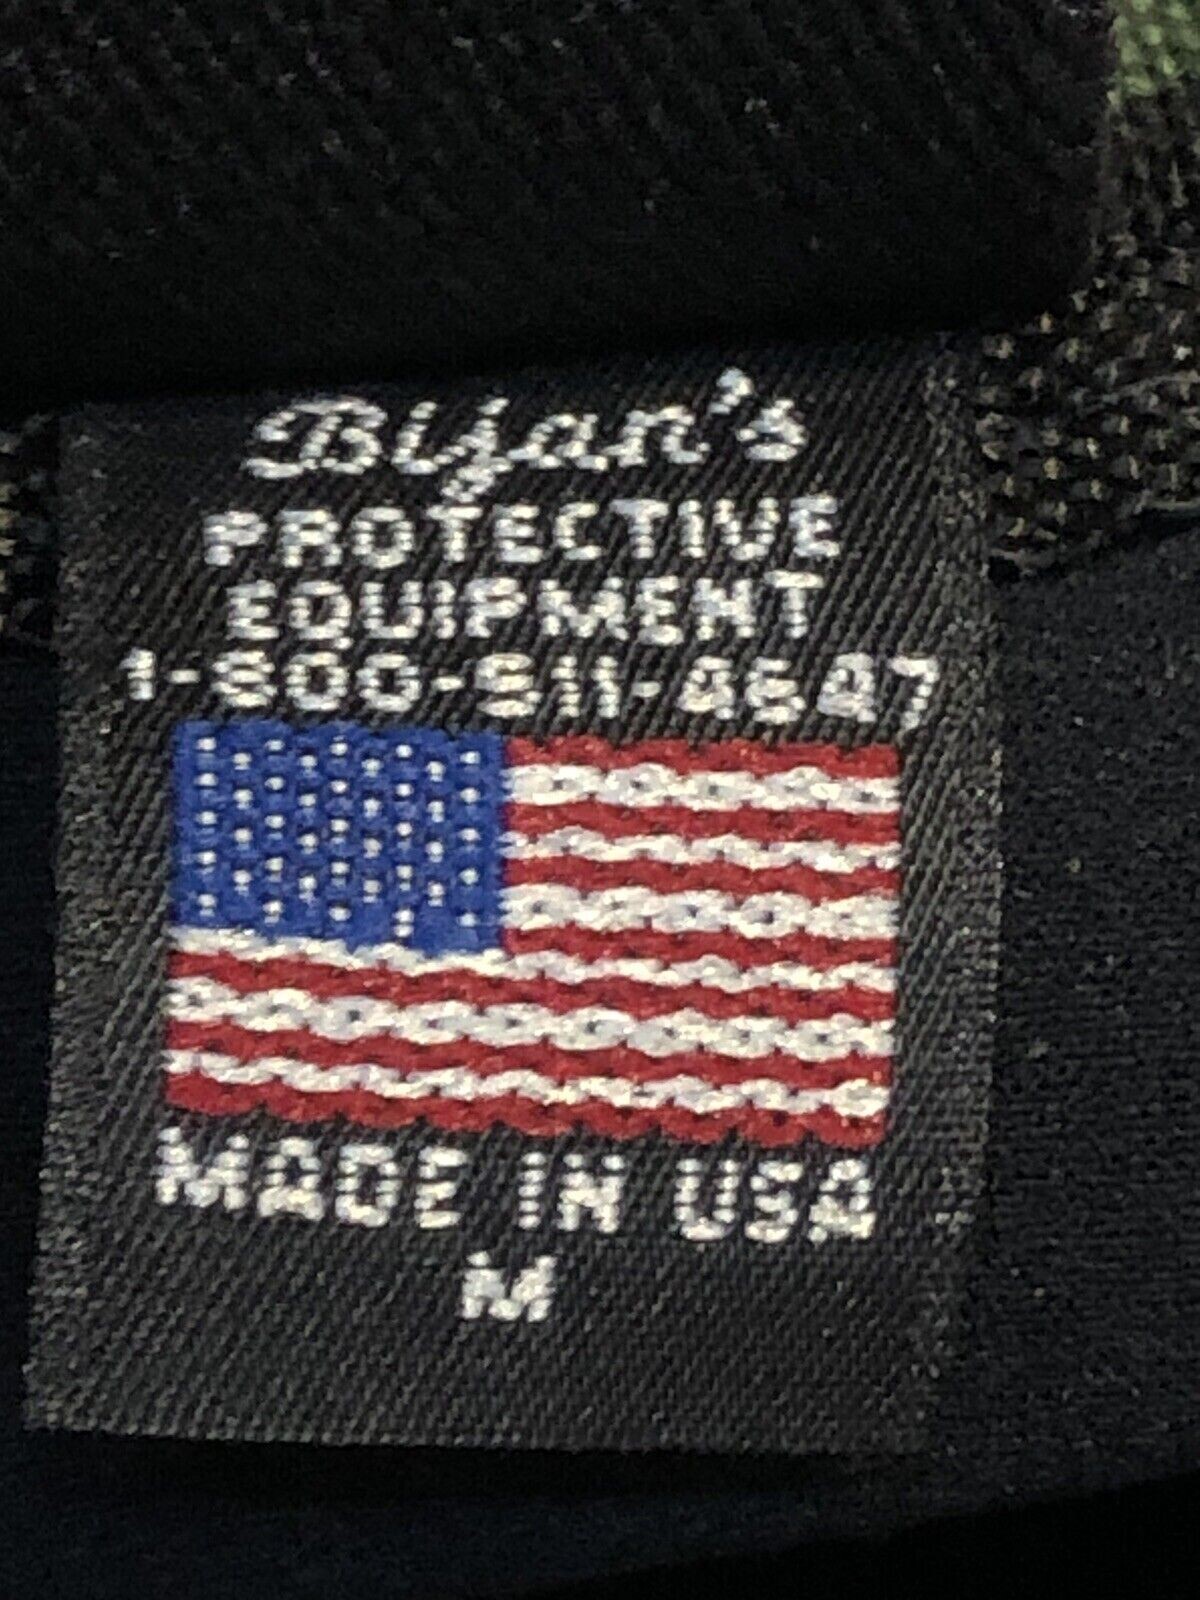 Bijan's
PROTECTIVE
EQUIPMENT
1-800-511-4647
MADE IN USA
M